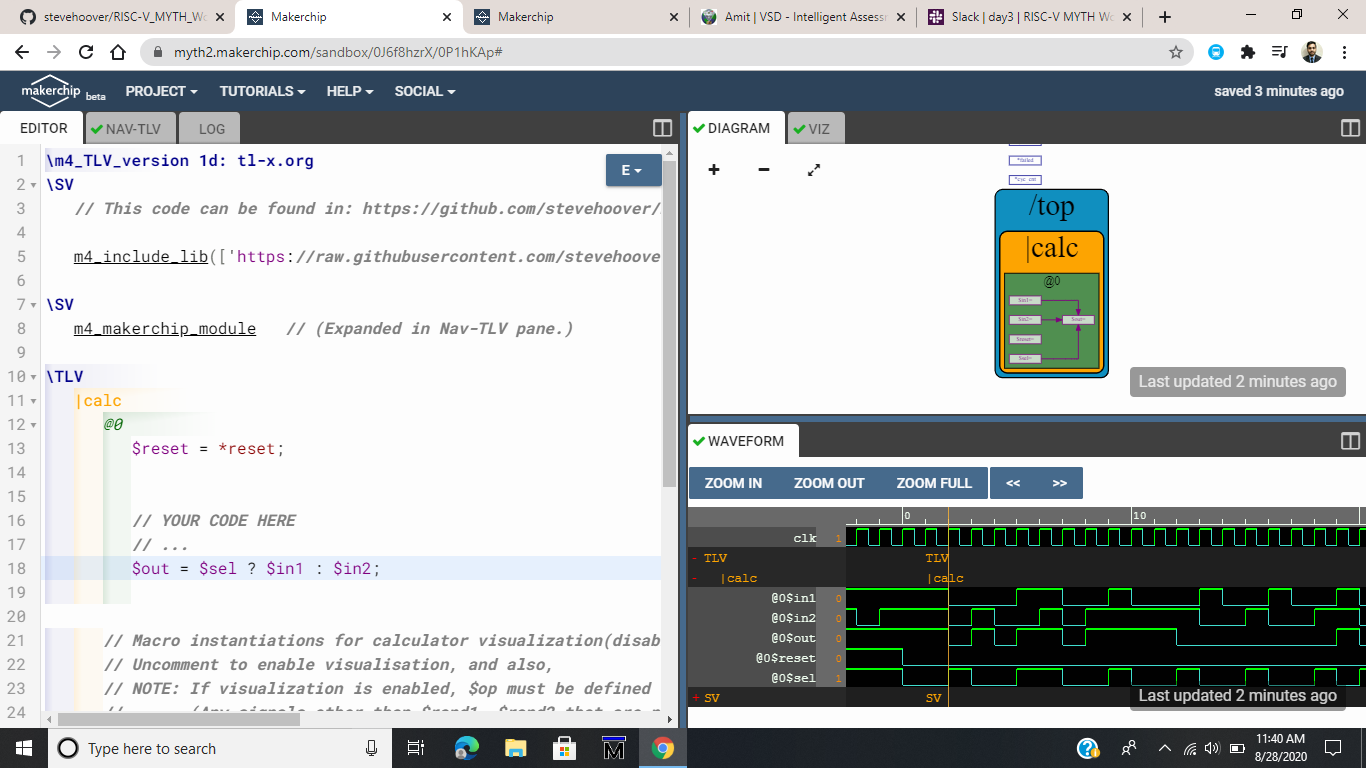 stevehoover/RISC-V_MYTH_Wo
Makerchip
Makerchip
Amit | VSD - Intelligent Assess
Slack | day3 | RISC-V MYTH Wo
myth2.makerchip.com/sandbox/0J6f8hzrX/0P1hKAp#
makerchip beta PROJECT TUTORIALS HELP SOCIAL saved 3 minutes ago
EDITOR NAV-TLV LOG
1 \m4_TLV_version 1d: tl-x.org
E
2 \SV
3 // This code can be found in: https://github.com/stevehoover/
4
5 m4_include_lib(['https://raw.githubusercontent.com/stevehoove
6
7 \SV
8 m4_makerchip_module // (Expanded in Nav-TLV pane.)
9
10 \TLV
11 |calc
12 @0
13 $reset = *reset;
14
15
16 // YOUR CODE HERE
17 // ...
18 $out = $sel ? $in1 : $in2;
19
20
21 // Macro instantiations for calculator visualization(disab
22 // Uncomment to enable visualisation, and also,
23 // NOTE: If visualization is enabled, $op must be defined
24
DIAGRAM VIZ
/top
|calc
@0
Last updated 2 minutes ago
WAVEFORM
ZOOM IN ZOOM OUT ZOOM FULL << >>
0 10
clk 1
- TLV TLV
- |calc |calc
@0$in1 0
@0$in2 0
@0$out 0
@0$reset 0
@0$sel 1
+ SV SV
Last updated 2 minutes ago
Type here to search
11:40 AM
8/28/2020